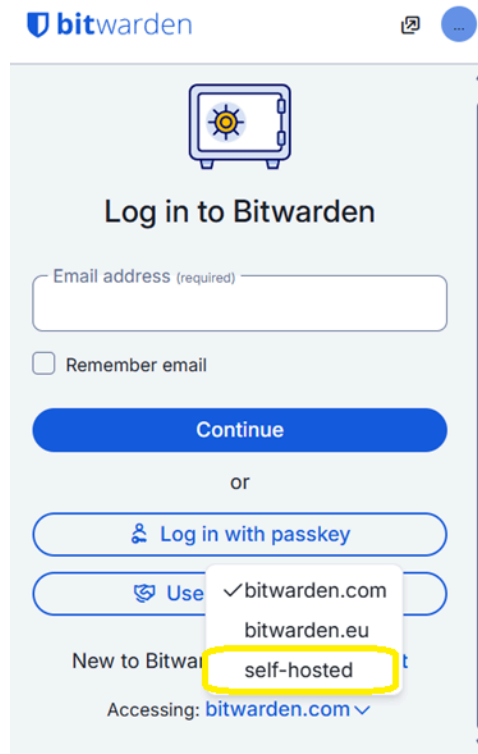 bitwarden
...
Log in to Bitwarden
Email address (required)
Remember email
Continue
or
Log in with passkey
Use
bitwarden.com
bitwarden.eu
self-hosted
New to
Accessing: bitwarden.com